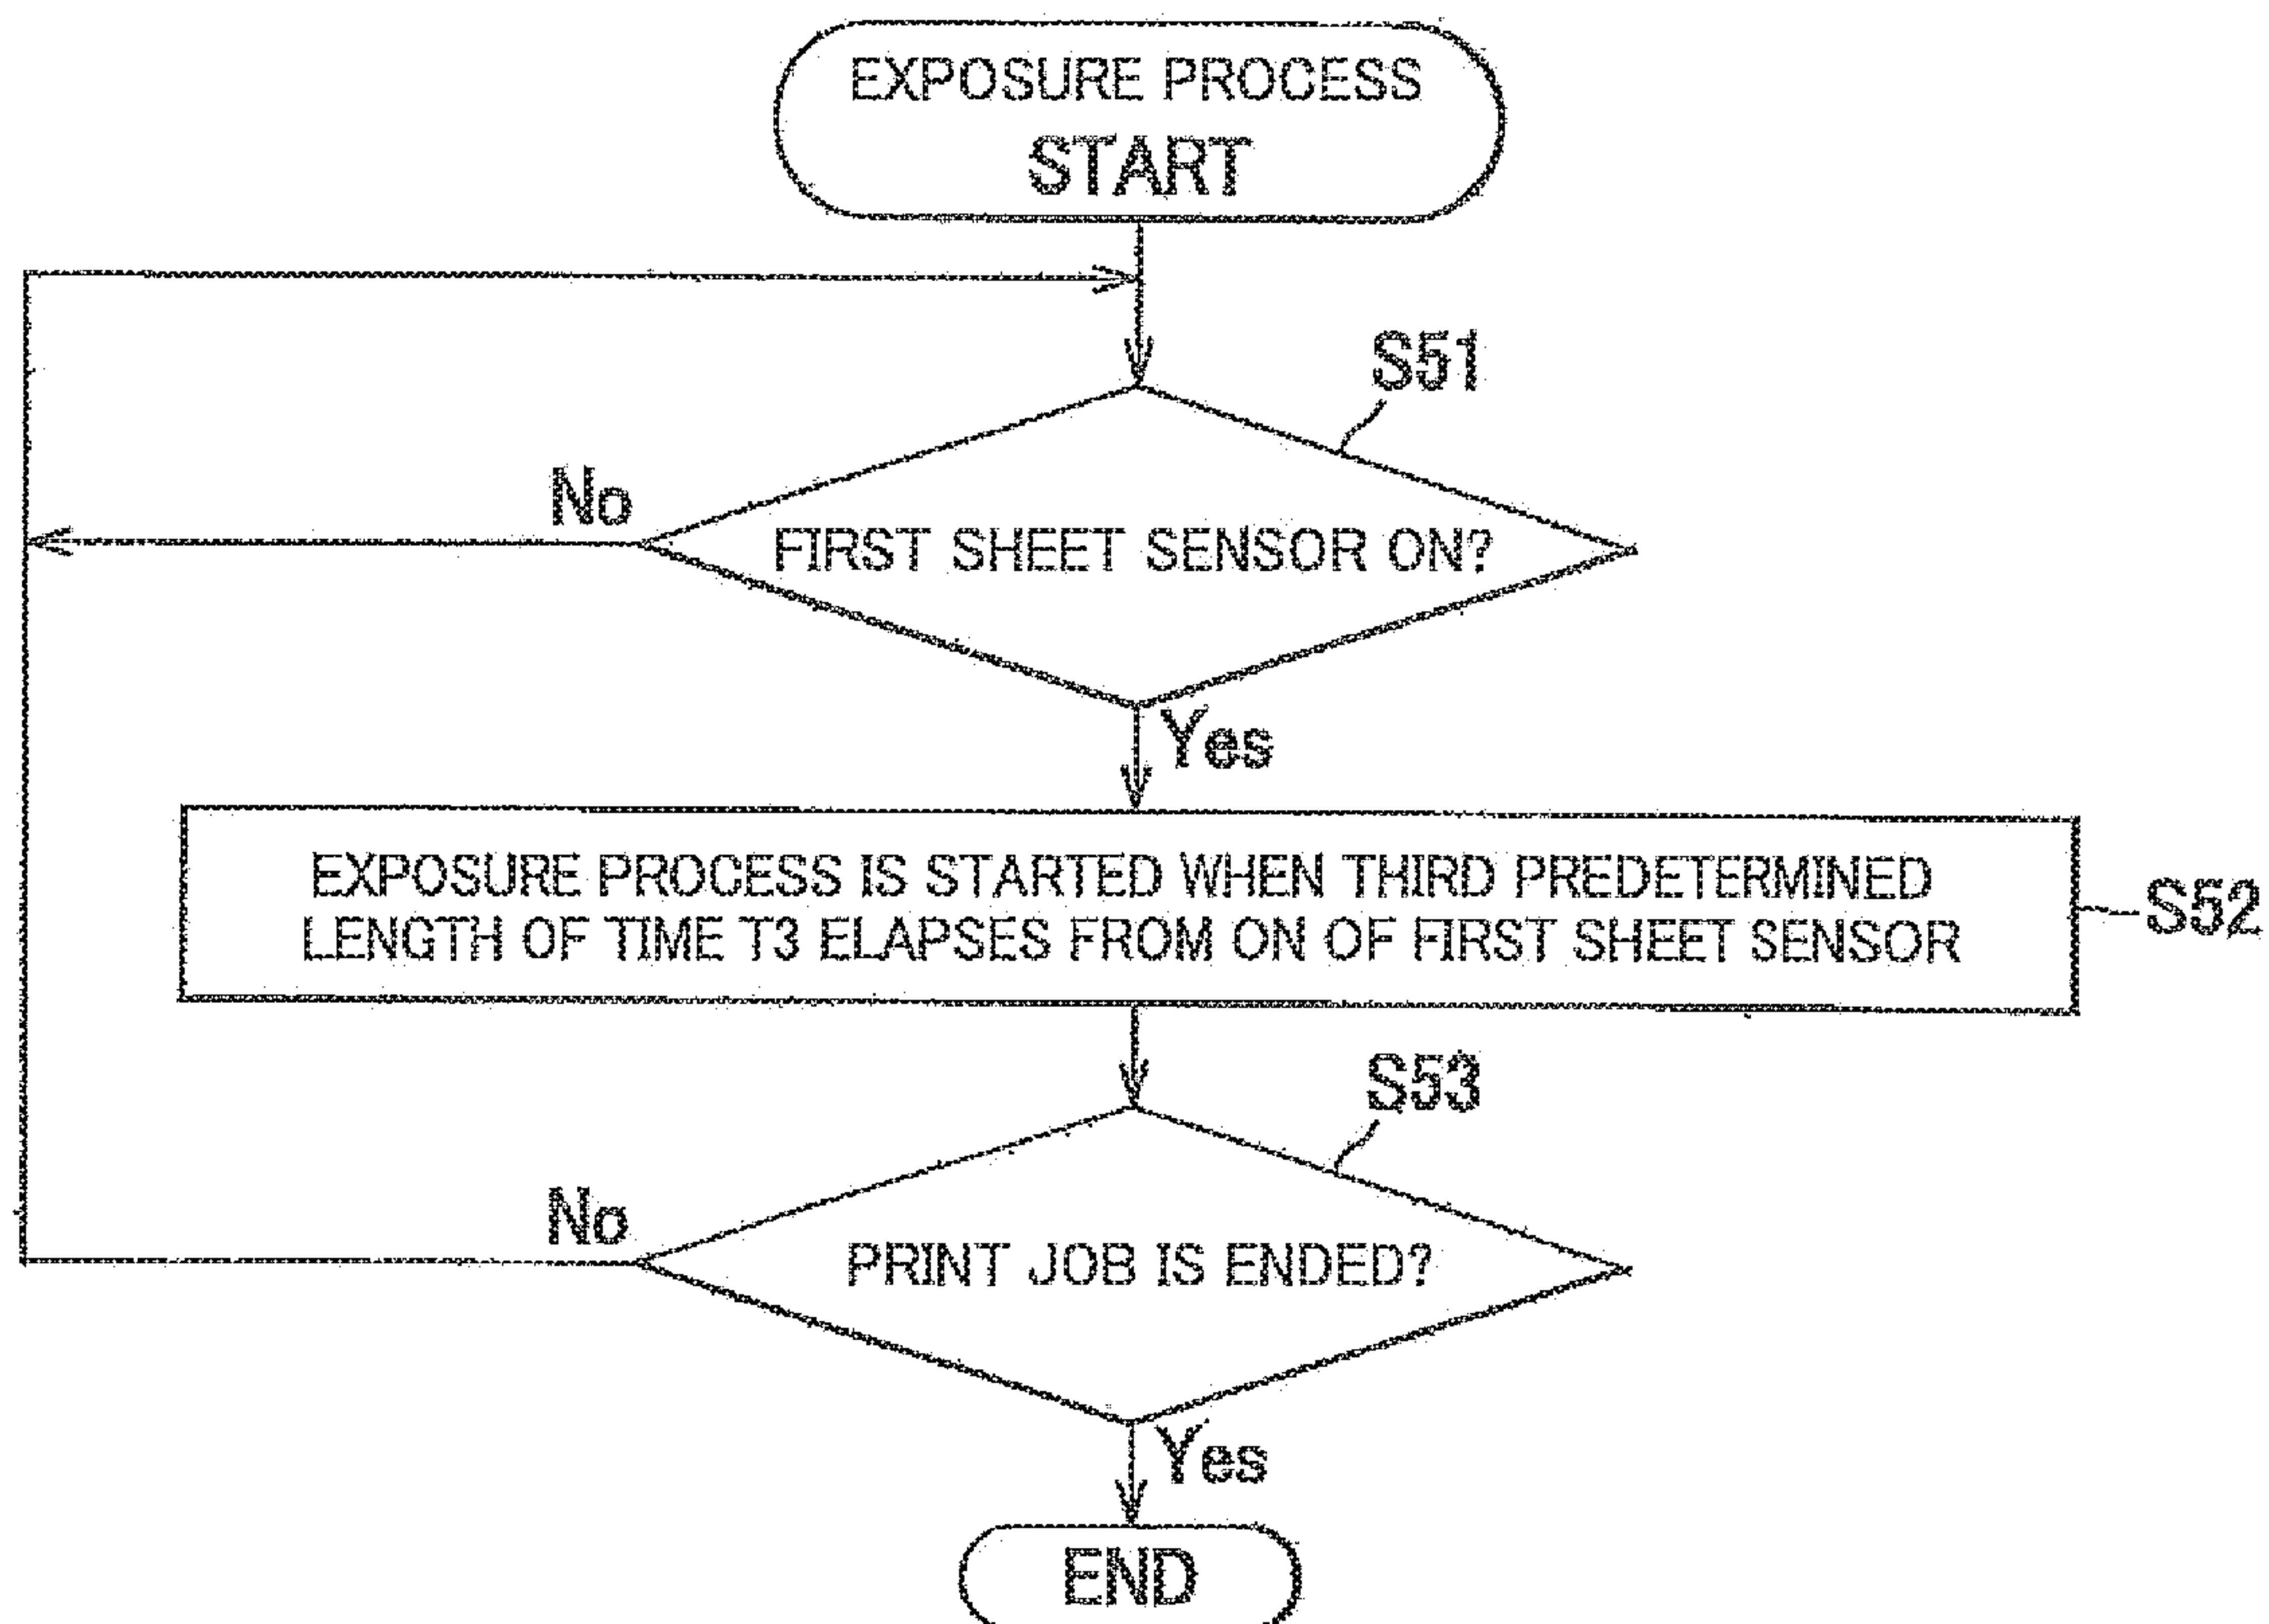 EXPOSURE PROCESS
START
S51
No
FIRST SHEET SENSOR ON?
Yes
EXPOSURE PROCESS IS STARTED WHEN THIRD PREDETERMINED
LENGTH OF TIME T3 ELAPSES FROM ON OF FIRST SHEET SENSOR
S52
S53
No
PRINT JOB IS ENDED?
Yes
END